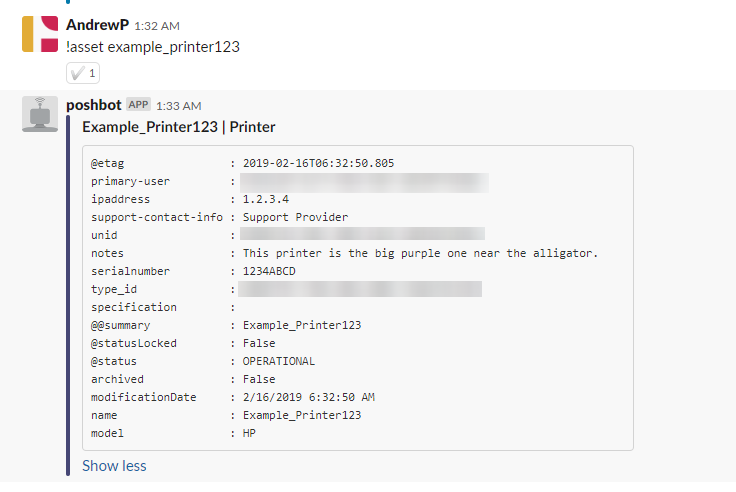 AndrewP 1:32 AM
!asset example_printer123
1
poshbot APP 1:33 AM
Example_Printer123 | Printer
@etag : 2019-02-16T06:32:50.805
primary-user :
ipaddress : 1.2.3.4
support-contact-info : Support Provider
unid :
notes : This printer is the big purple one near the alligator.
serialnumber : 1234ABCD
type_id :
specification :
@@summary : Example_Printer123
@statusLocked : False
@status : OPERATIONAL
archived : False
modificationDate : 2/16/2019 6:32:50 AM
name : Example_Printer123
model : HP
Show less